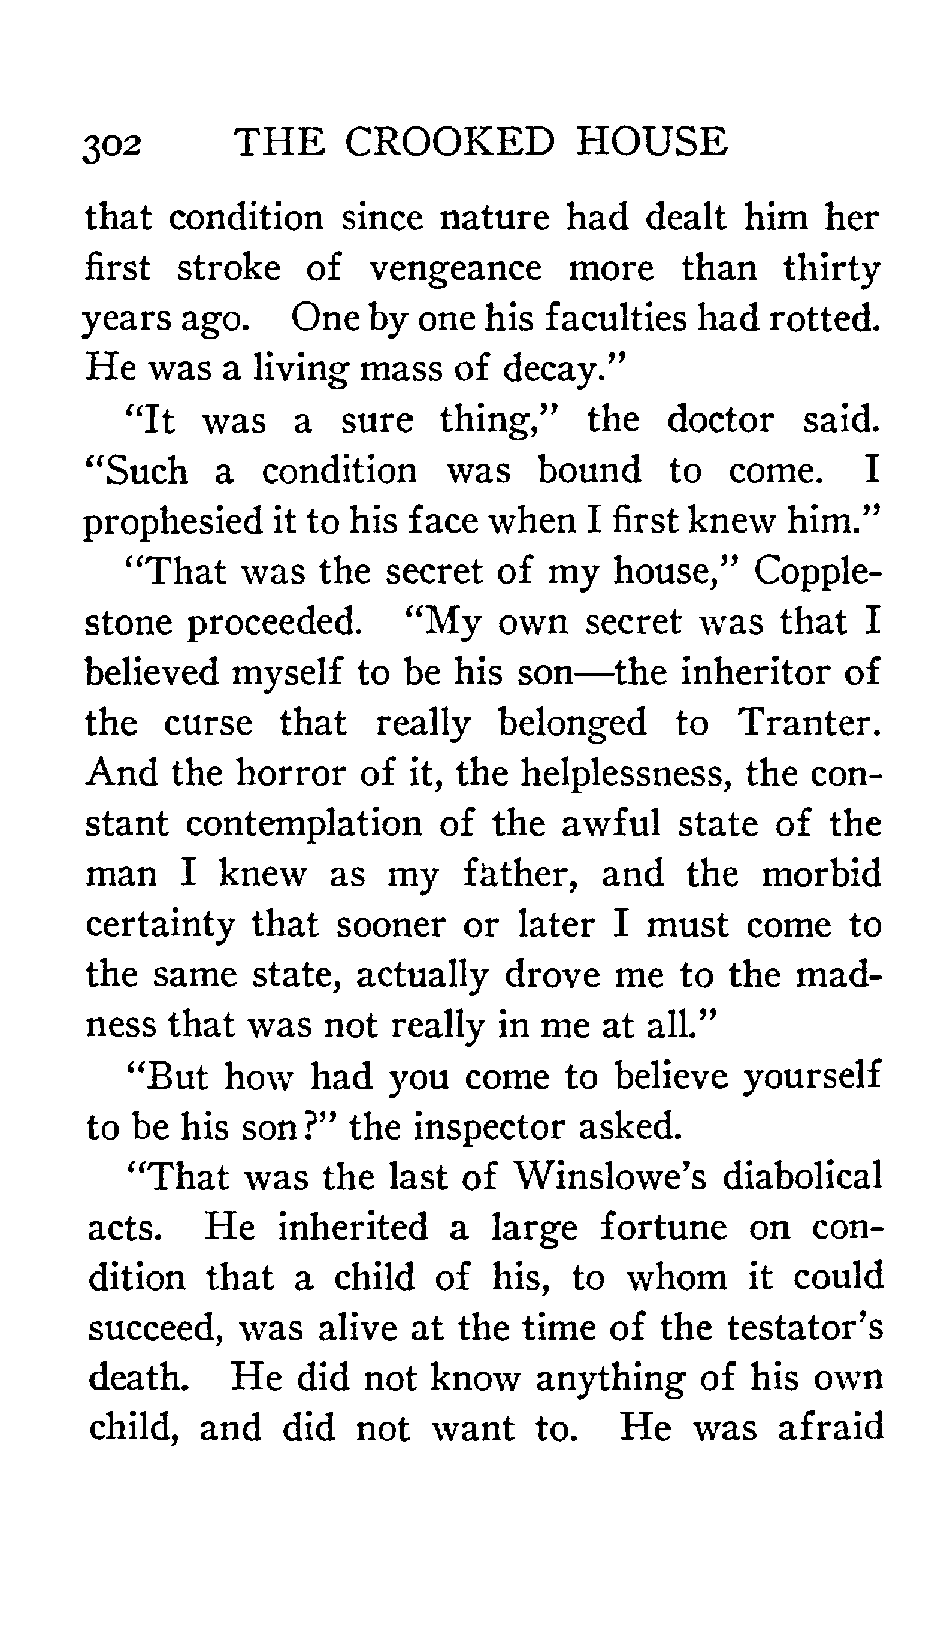 302 THE CROOKED HOUSE
that condition since nature had dealt him her
first stroke of vengeance more than thirty
years ago. One by one his faculties had rotted.
He was a living mass of decay."
"It was a sure thing," the doctor said.
"Such a condition was bound to come. I
prophesied it to his face when I first knew him."
"That was the secret of my house," Copple-
stone proceeded. "My own secret was that I
believed myself to be his son—the inheritor of
the curse that really belonged to Tranter.
And the horror of it, the helplessness, the con-
stant contemplation of the awful state of the
man I knew as my father, and the morbid
certainty that sooner or later I must come to
the same state, actually drove me to the mad-
ness that was not really in me at all."
"But how had you come to believe yourself
to be his son?" the inspector asked.
"That was the last of Winslowe's diabolical
acts. He inherited a large fortune on con-
dition that a child of his, to whom it could
succeed, was alive at the time of the testator's
death. He did not know anything of his own
child, and did not want to. He was afraid